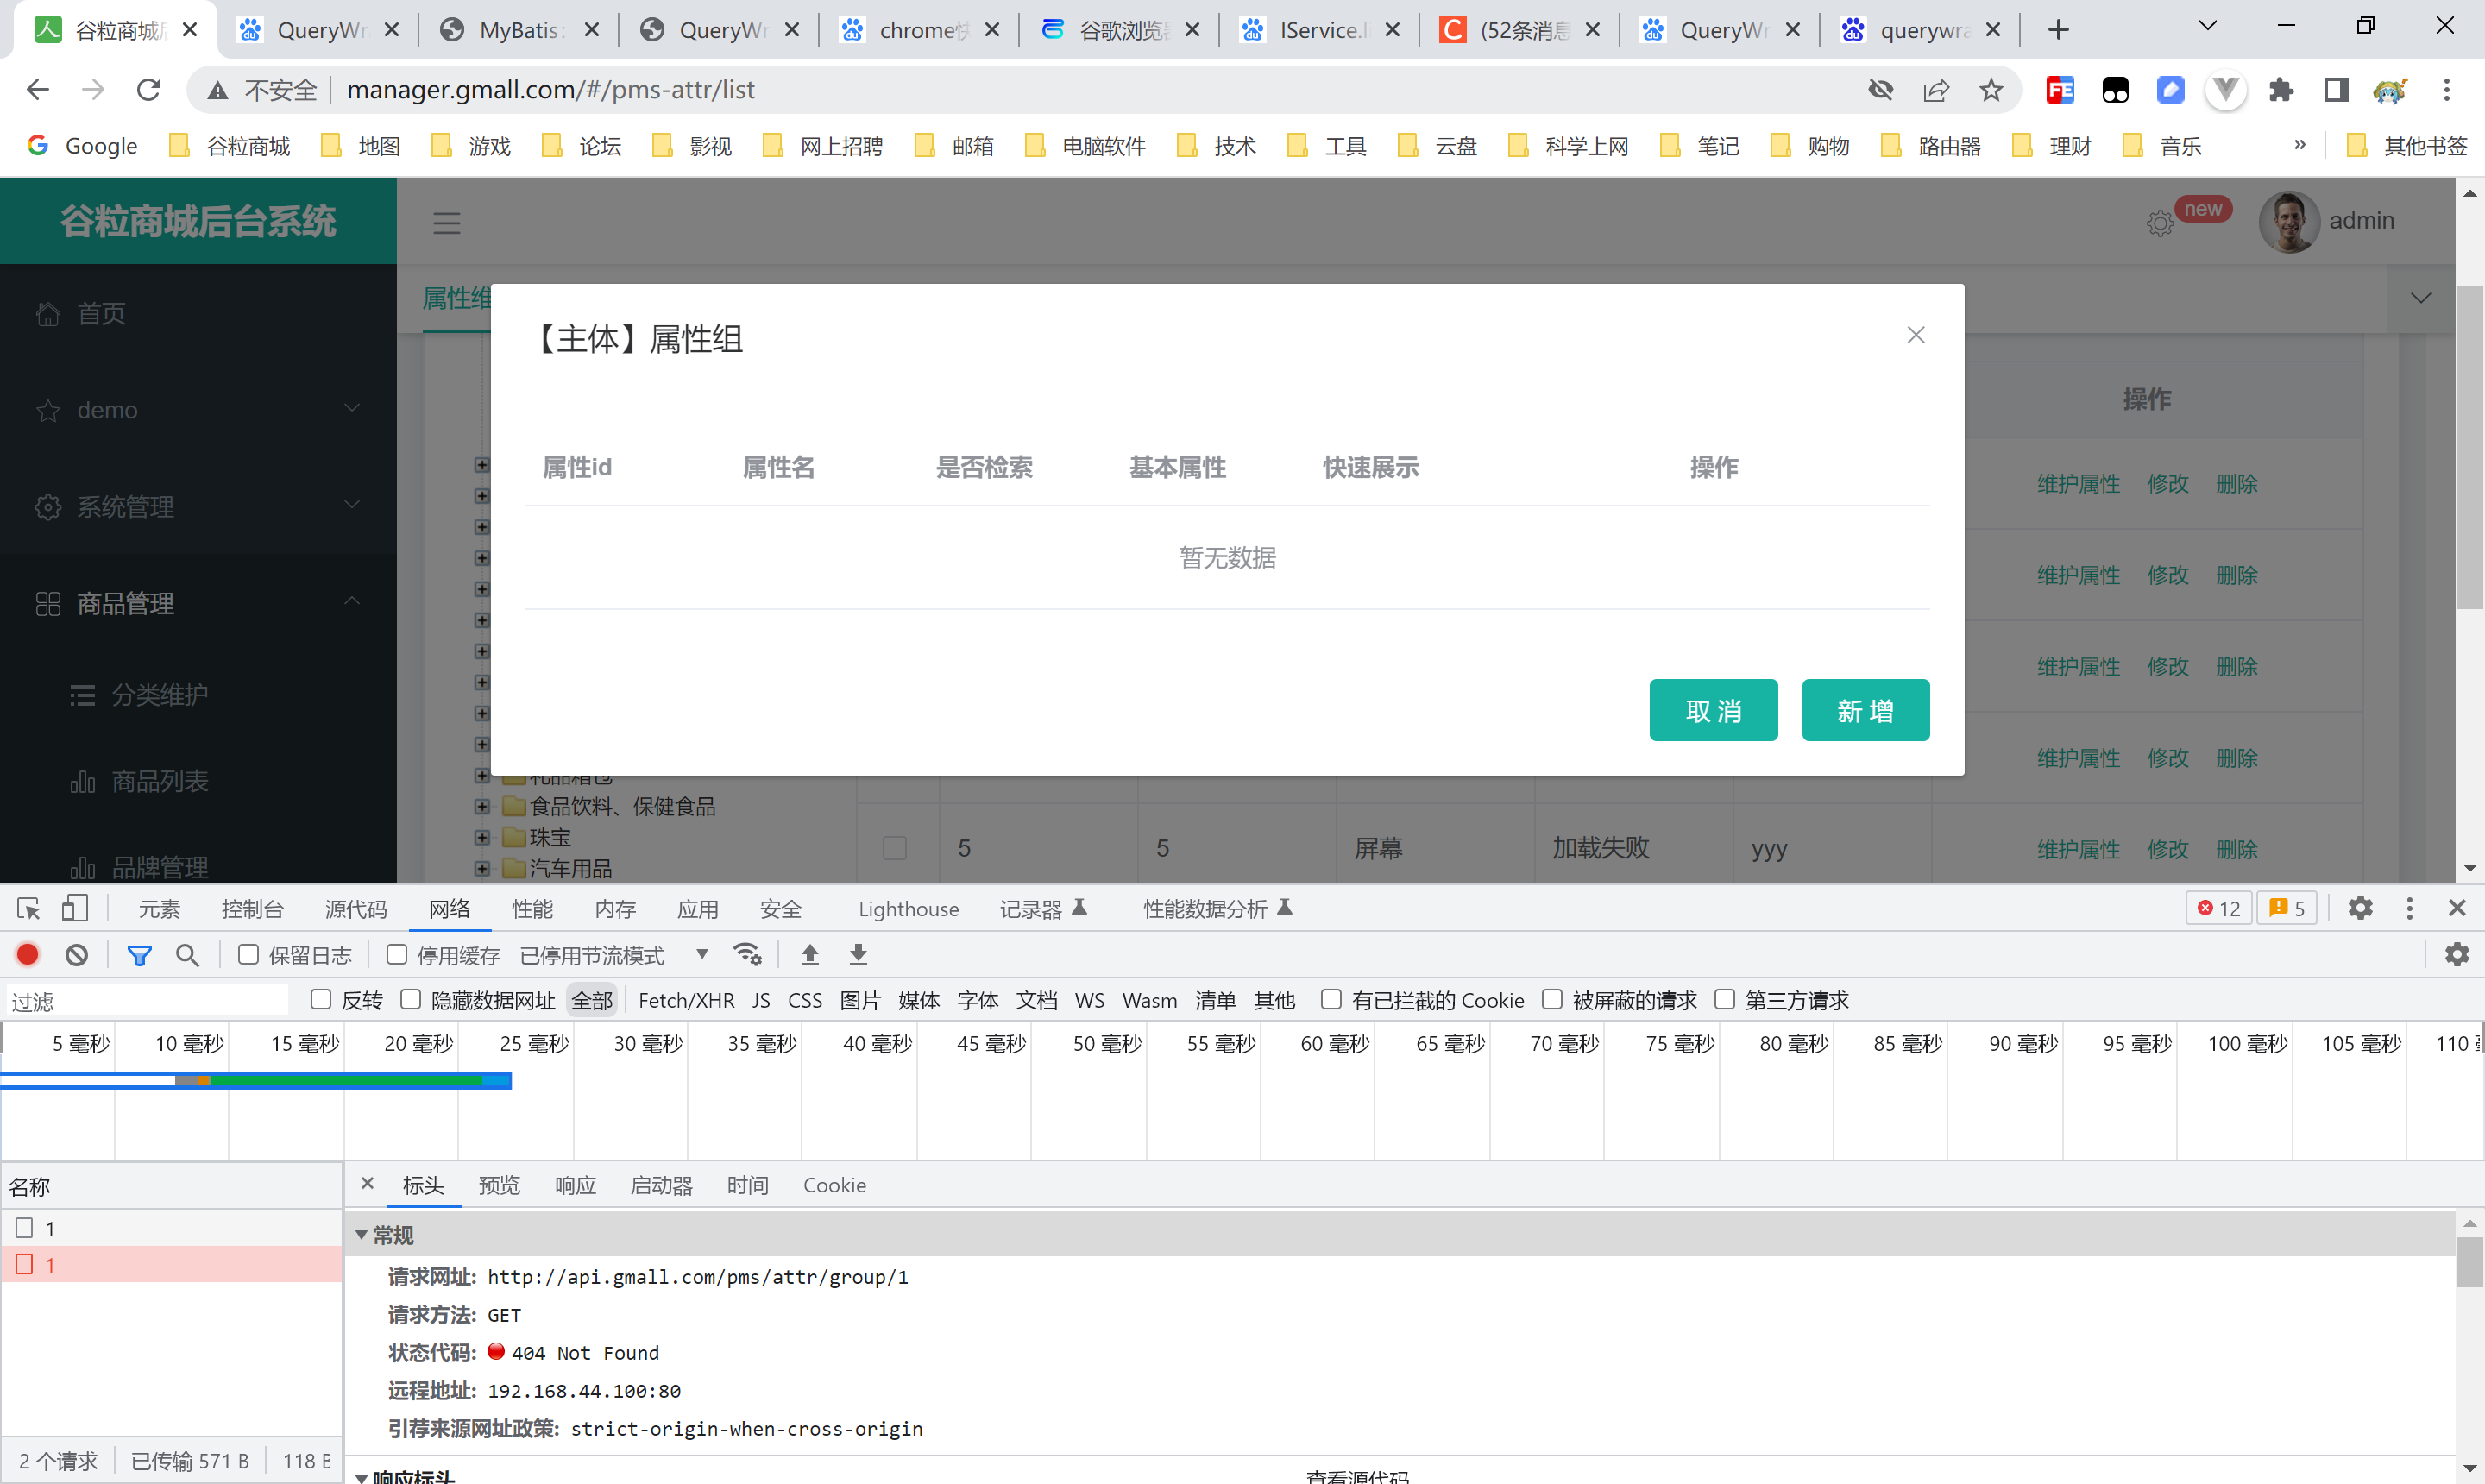 谷粒商城 QueryWr MyBatis QueryWr chrome快 谷歌浏览 IService.l (52条消息 QueryWr querywra
不安全 manager.gmall.com/#/pms-attr/list
Google 谷粒商城 地图 游戏 论坛 影视 网上招聘 邮箱 电脑软件 技术 工具 云盘 科学上网 笔记 购物 路由器 理财 音乐 » 其他书签
谷粒商城后台系统 new admin
首页
demo
系统管理
商品管理
分类维护
商品列表
品牌管理
属性维
【主体】属性组
属性id 属性名 是否检索 基本属性 快速展示 操作
暂无数据
取 消 新 增
操作
维护属性 修改 删除
维护属性 修改 删除
维护属性 修改 删除
维护属性 修改 删除
礼品箱包
食品饮料、保健食品
珠宝
汽车用品
5 5 屏幕 加载失败 yyy 维护属性 修改 删除
元素 控制台 源代码 网络 性能 内存 应用 安全 Lighthouse 记录器 性能数据分析 12 5
保留日志 停用缓存 已停用节流模式
过滤 反转 隐藏数据网址 全部 Fetch/XHR JS CSS 图片 媒体 字体 文档 WS Wasm 清单 其他 有已拦截的 Cookie 被屏蔽的请求 第三方请求
5 毫秒 10 毫秒 15 毫秒 20 毫秒 25 毫秒 30 毫秒 35 毫秒 40 毫秒 45 毫秒 50 毫秒 55 毫秒 60 毫秒 65 毫秒 70 毫秒 75 毫秒 80 毫秒 85 毫秒 90 毫秒 95 毫秒 100 毫秒 105 毫秒 110
名称
1
1
2 个请求 已传输 571 B 118 B
标头 预览 响应 启动器 时间 Cookie
常规
请求网址: http://api.gmall.com/pms/attr/group/1
请求方法: GET
状态代码: 404 Not Found
远程地址: 192.168.44.100:80
引荐来源网址政策: strict-origin-when-cross-origin
响应标头 查看源代码